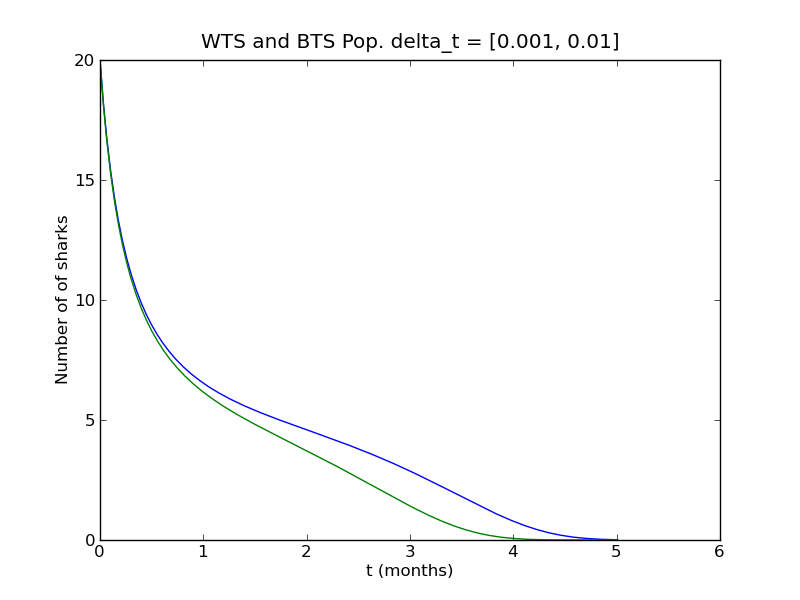 WTS and BTS Pop. delta_t = [0.001, 0.01]
20
15
10
5
0
Number of of sharks
0 1 2 3 4 5 6
t (months)